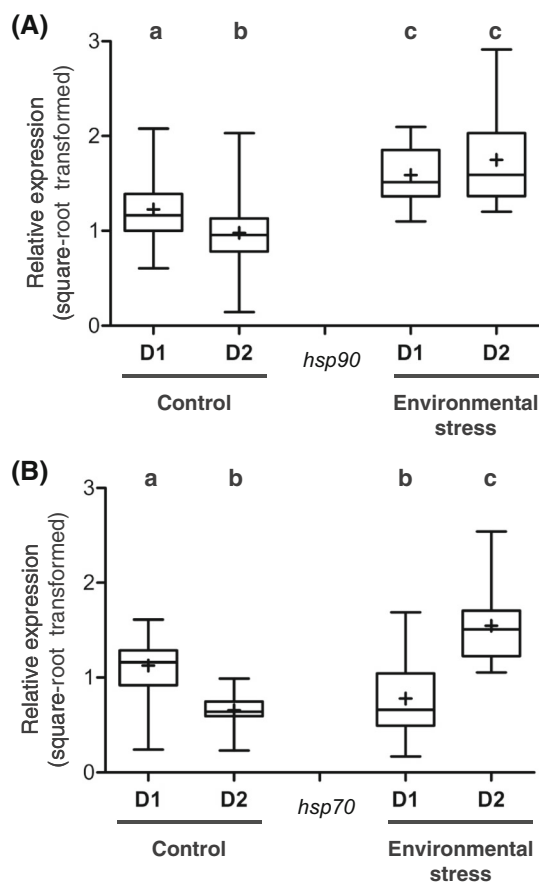 (A)
a b c c
3
2
1
0
Relative expression
(square-root transformed)
D1 D2 hsp90 D1 D2
Control Environmental
stress
(B)
a b b c
3
2
1
0
Relative expression
(square-root transformed)
D1 D2 hsp70 D1 D2
Control Environmental
stress